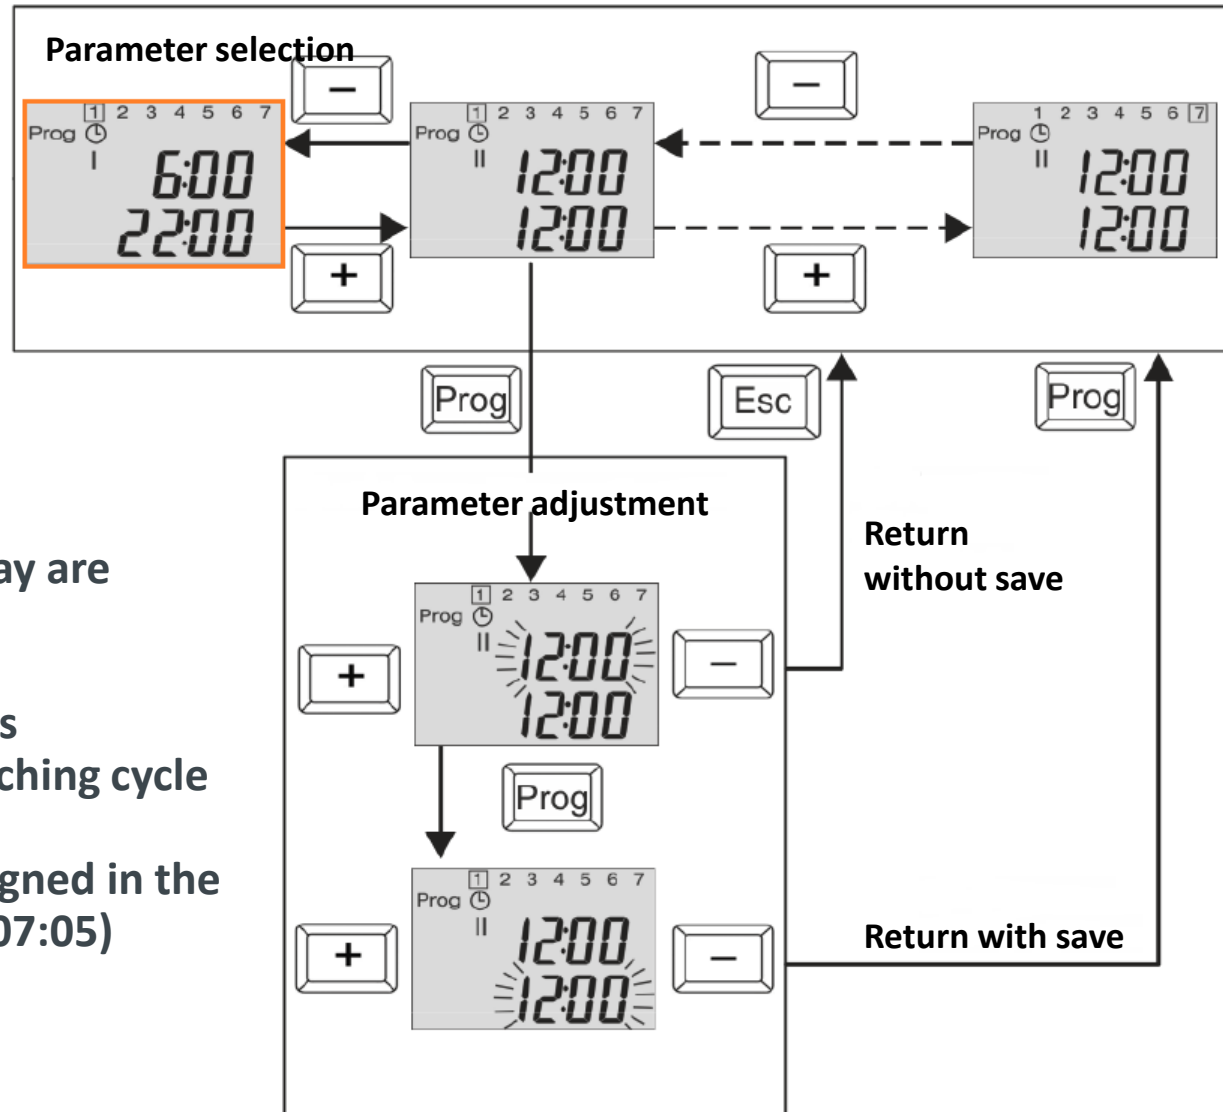 Parameter selection
−
−
1 2 3 4 5 6 7
Prog
I
6:00
22:00
1 2 3 4 5 6 7
Prog
II
12:00
12:00
1 2 3 4 5 6 7
Prog
II
12:00
12:00
+
+
Prog
Esc
Prog
Parameter adjustment
Return
without save
are
1 2 3 4 5 6 7
Prog
II
12:00
12:00
+
−
cycle
Prog
in the
07:05)
1 2 3 4 5 6 7
Prog
II
12:00
12:00
+
−
Return with save